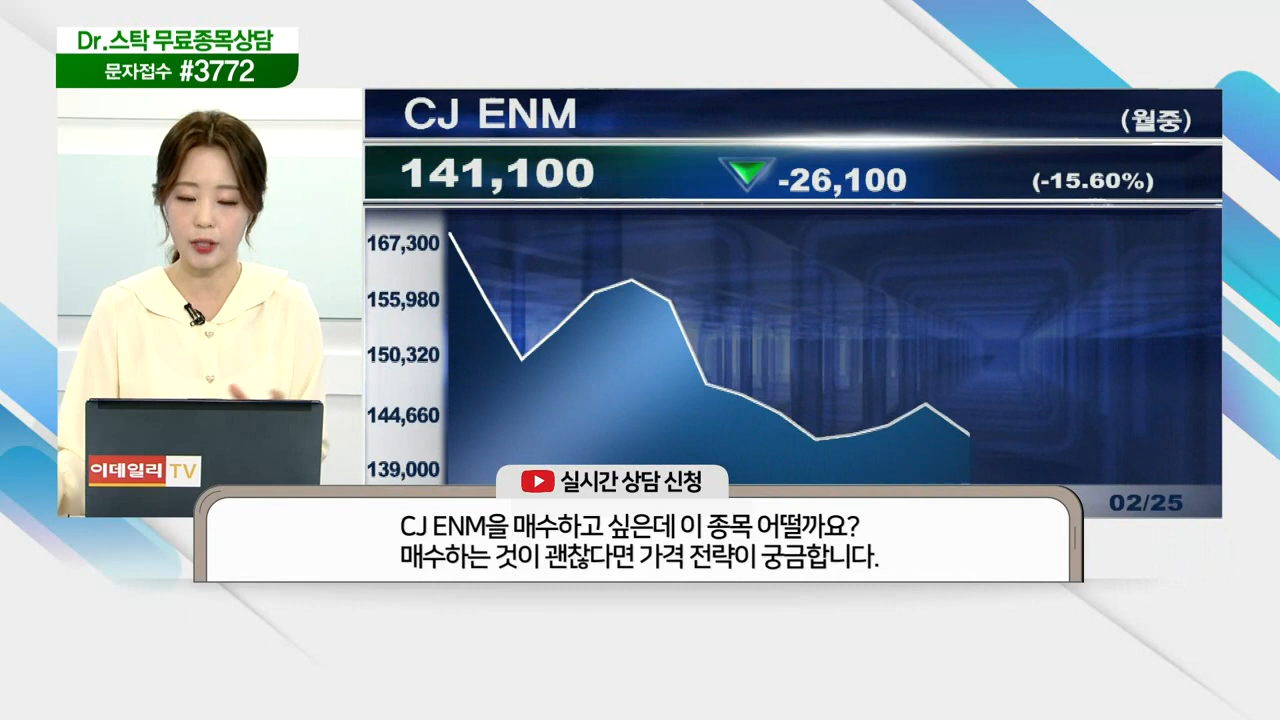 Dr.스탁 무료종목상담
문자접수 #3772
CJ ENM
(월중)
141,100
-26,100
(-15.60%)
167,300
155,980
150,320
144,660
139,000
02/25
이데일리TV
실시간 상담 신청
CJ ENM을 매수하고 싶은데 이 종목 어떨까요?
매수하는 것이 괜찮다면 가격 전략이 궁금합니다.